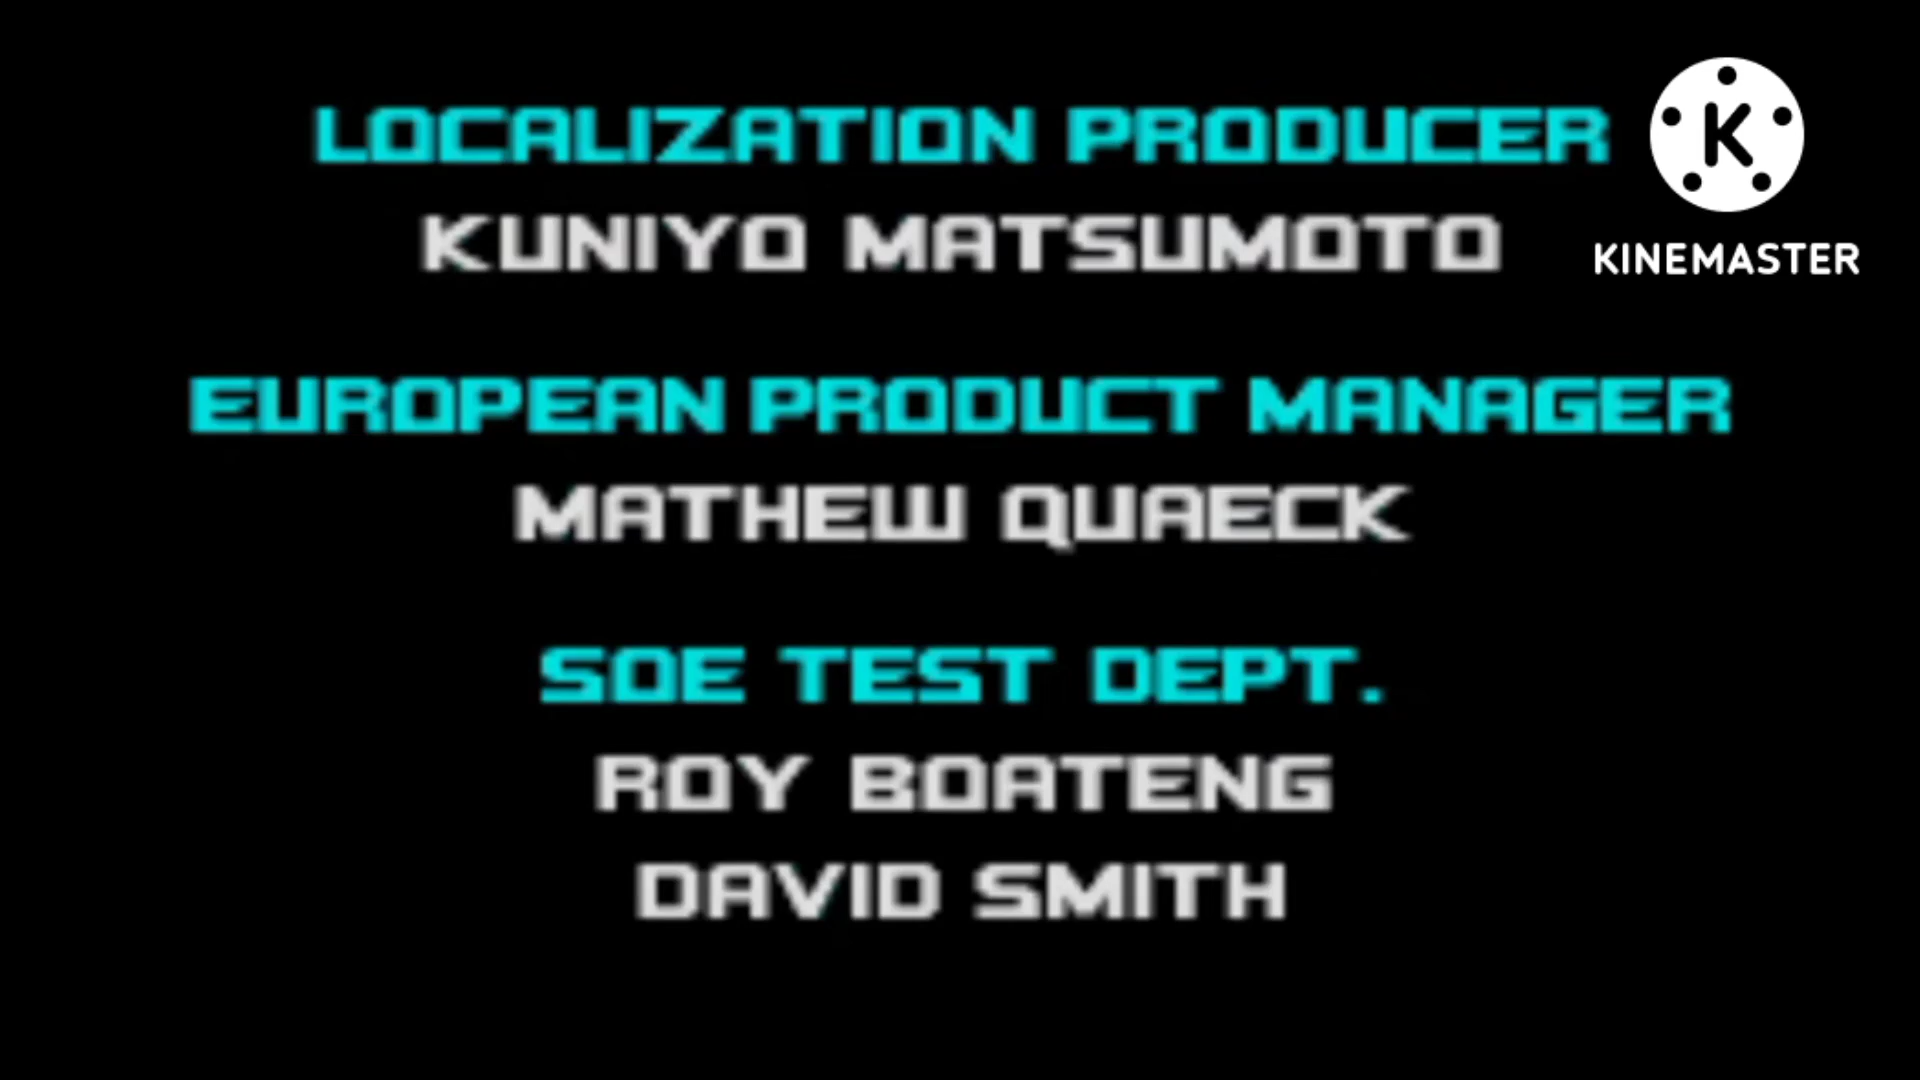 LOCALIZATION PRODUCER
KUNIYO MATSUMOTO
KINEMASTER
EUROPEAN PRODUCT MANAGER
MATHEW QUAECK
SOE TEST DEPT.
ROY BOATENG
DAVID SMITH